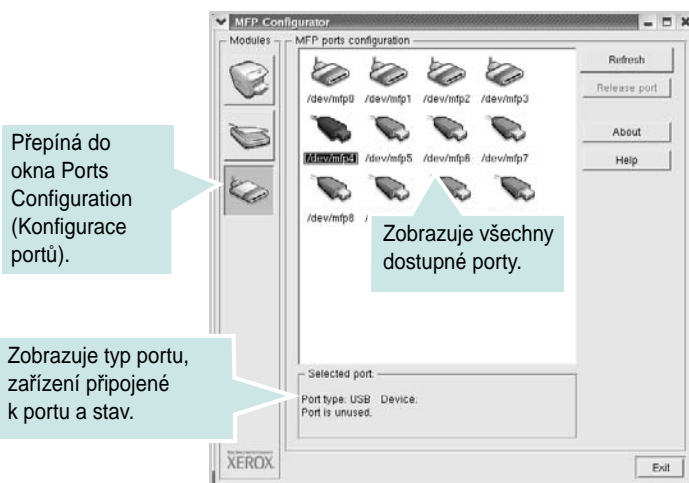 MFP Configurator
Modules
MFP ports configuration
Refresh
Release port
About
Help
/dev/mfp0 /dev/mfp1 /dev/mfp2 /dev/mfp3
/dev/mfp4 /dev/mfp5 /dev/mfp6 /dev/mfp7
/dev/mfp8
Přepíná do
okna Ports
Configuration
(Konfigurace
portů).
Zobrazuje všechny
dostupné porty.
Zobrazuje typ portu,
zařízení připojené
k portu a stav.
Selected port:
Port type: USB Device:
Port is unused.
XEROX
Exit